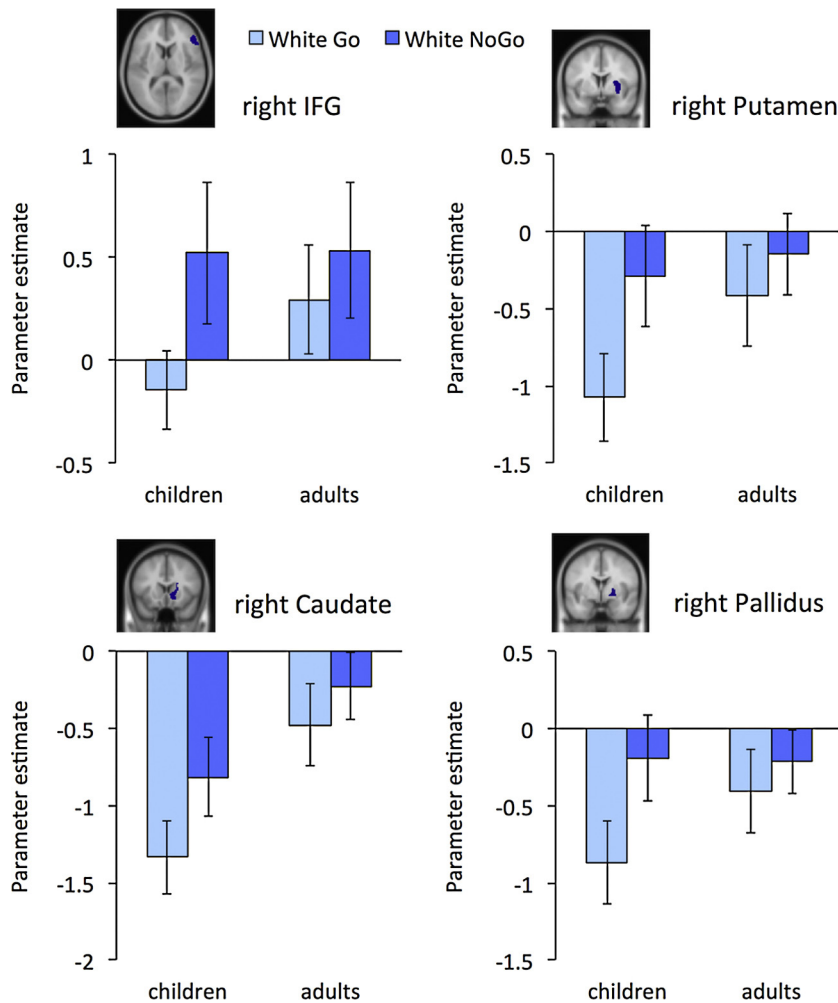 White Go White NoGo
right IFG
right Putamen
Parameter estimate
1
0.5
0
-0.5
children adults
Parameter estimate
0.5
0
-0.5
-1
-1.5
children adults
right Caudate
right Pallidus
Parameter estimate
0
-0.5
-1
-1.5
-2
children adults
Parameter estimate
0.5
0
-0.5
-1
-1.5
children adults